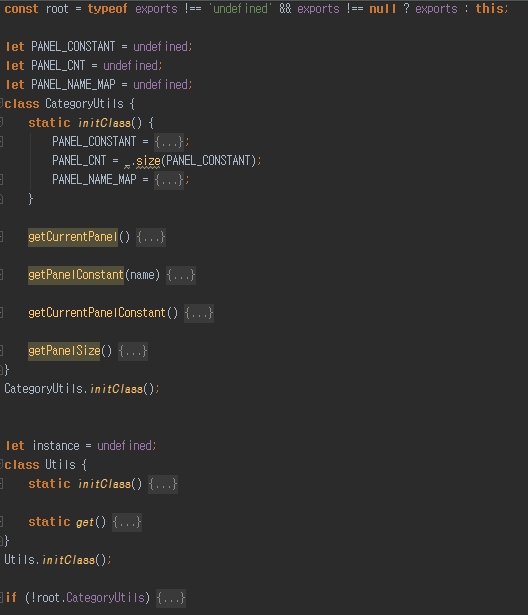 const root = typeof exports !== 'undefined' && exports !== null ? exports : this;
let PANEL_CONSTANT = undefined;
let PANEL_CNT = undefined;
let PANEL_NAME_MAP = undefined;
class CategoryUtils {
static initClass() {
PANEL_CONSTANT = {...};
PANEL_CNT = _.size(PANEL_CONSTANT);
PANEL_NAME_MAP = {...};
}
getCurrentPanel() {...}
getPanelConstant(name) {...}
getCurrentPanelConstant() {...}
getPanelSize() {...}
}
CategoryUtils.initClass();
let instance = undefined;
class Utils {
static initClass() {...}
static get() {...}
}
Utils.initClass();
if (!root.CategoryUtils) {...}